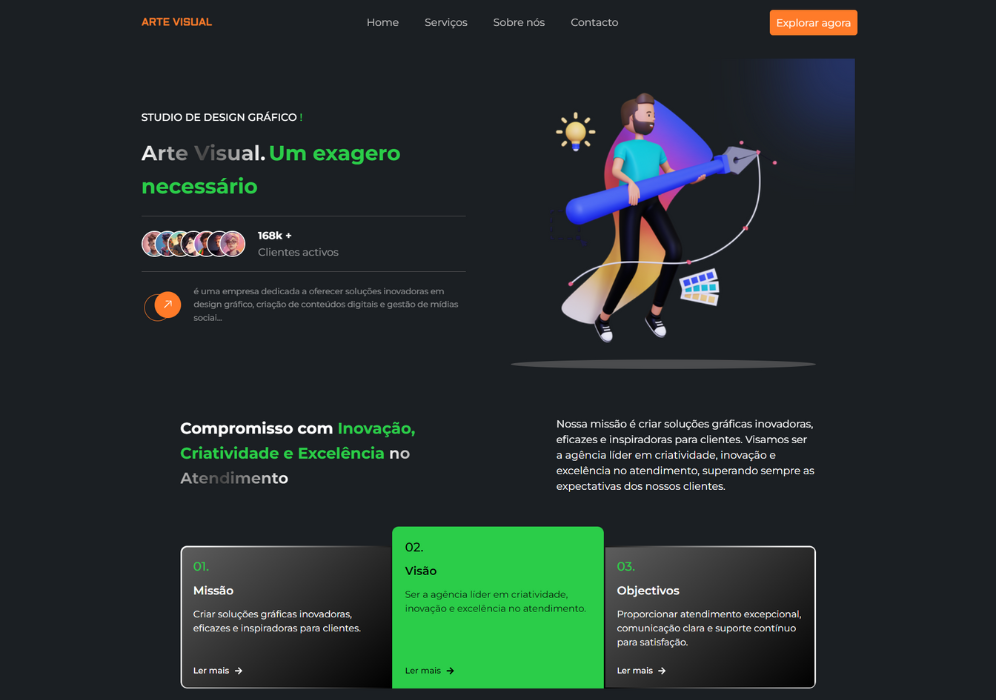 ARTE VISUAL
Home Serviços Sobre nós Contacto
Explorar agora
STUDIO DE DESIGN GRÁFICO !
Arte Visual. Um exagero
necessário
168k +
Clientes activos
é uma empresa dedicada a oferecer soluções inovadoras em
design gráfico, criação de conteúdos digitais e gestão de mídias
social...
Compromisso com Inovação,
Criatividade e Excelência no
Atendimento
Nossa missão é criar soluções gráficas inovadoras,
eficazes e inspiradoras para clientes. Visamos ser
a agência líder em criatividade, inovação e
excelência no atendimento, superando sempre as
expectativas dos nossos clientes.
01.
Missão
Criar soluções gráficas inovadoras,
eficazes e inspiradoras para clientes.
Ler mais →
02.
Visão
Ser a agência líder em criatividade,
inovação e excelência no atendimento.
Ler mais →
03.
Objectivos
Proporcionar atendimento excepcional,
comunicação clara e suporte contínuo
para satisfação.
Ler mais →